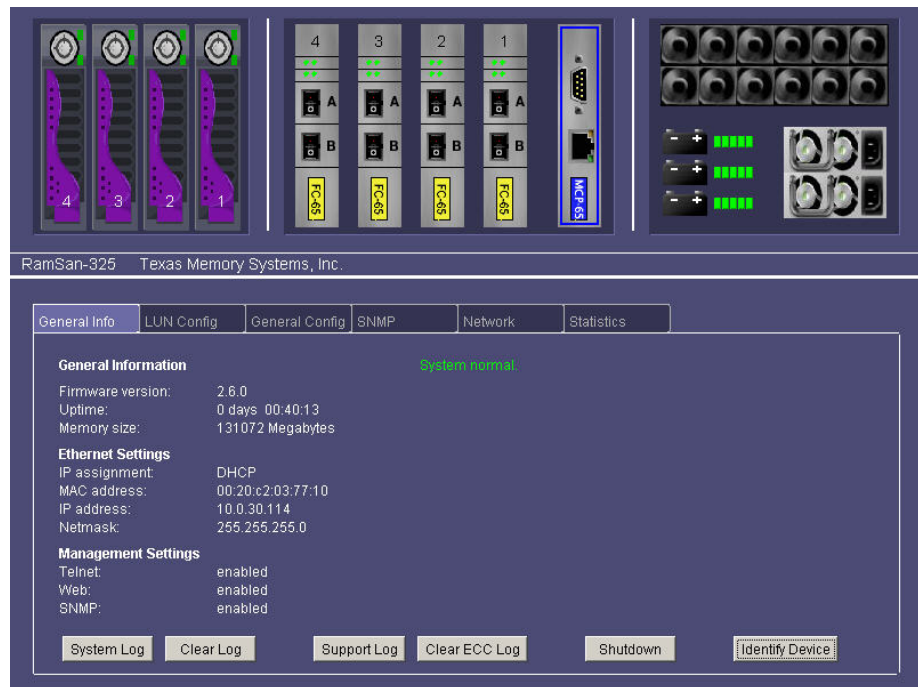 4 3 2 1
A A A A
B B B B
FC-65 FC-65 FC-65 FC-65 MCP-65
4 3 2 1
RamSan-325 Texas Memory Systems, Inc.
General Info LUN Config General Config SNMP Network Statistics
General Information System normal.
Firmware version: 2.6.0
Uptime: 0 days 00:40:13
Memory size: 131072 Megabytes
Ethernet Settings
IP assignment: DHCP
MAC address: 00:20:c2:03:77:10
IP address: 10.0.30.114
Netmask: 255.255.255.0
Management Settings
Telnet: enabled
Web: enabled
SNMP: enabled
System Log Clear Log Support Log Clear ECC Log Shutdown Identify Device